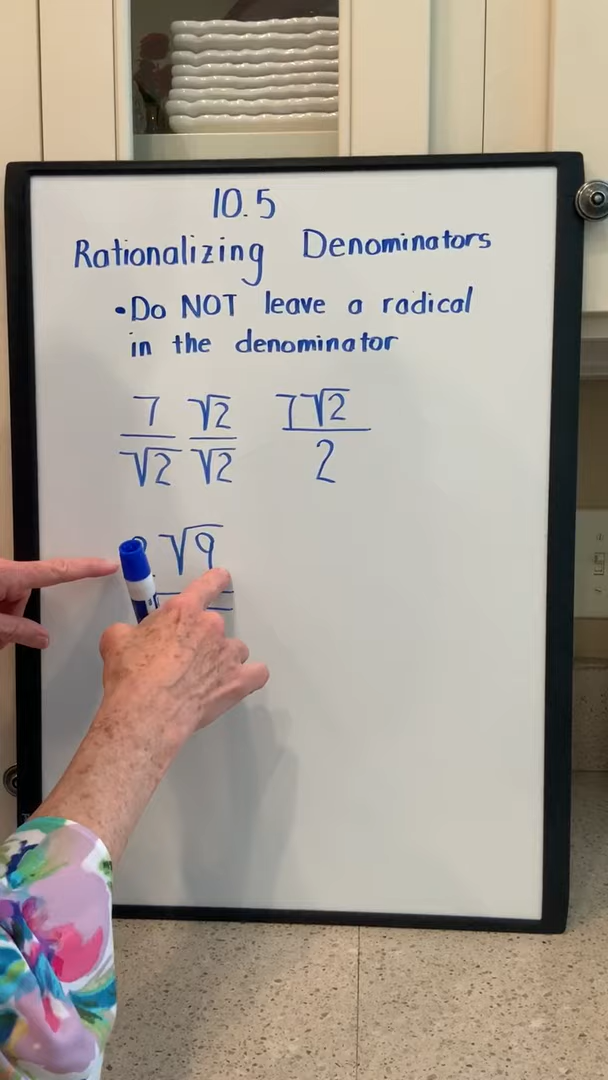 10.5
Rationalizing Denominators
•Do NOT leave a radical
in the denominator
7 √2 7√2
√2 √2 2
√9